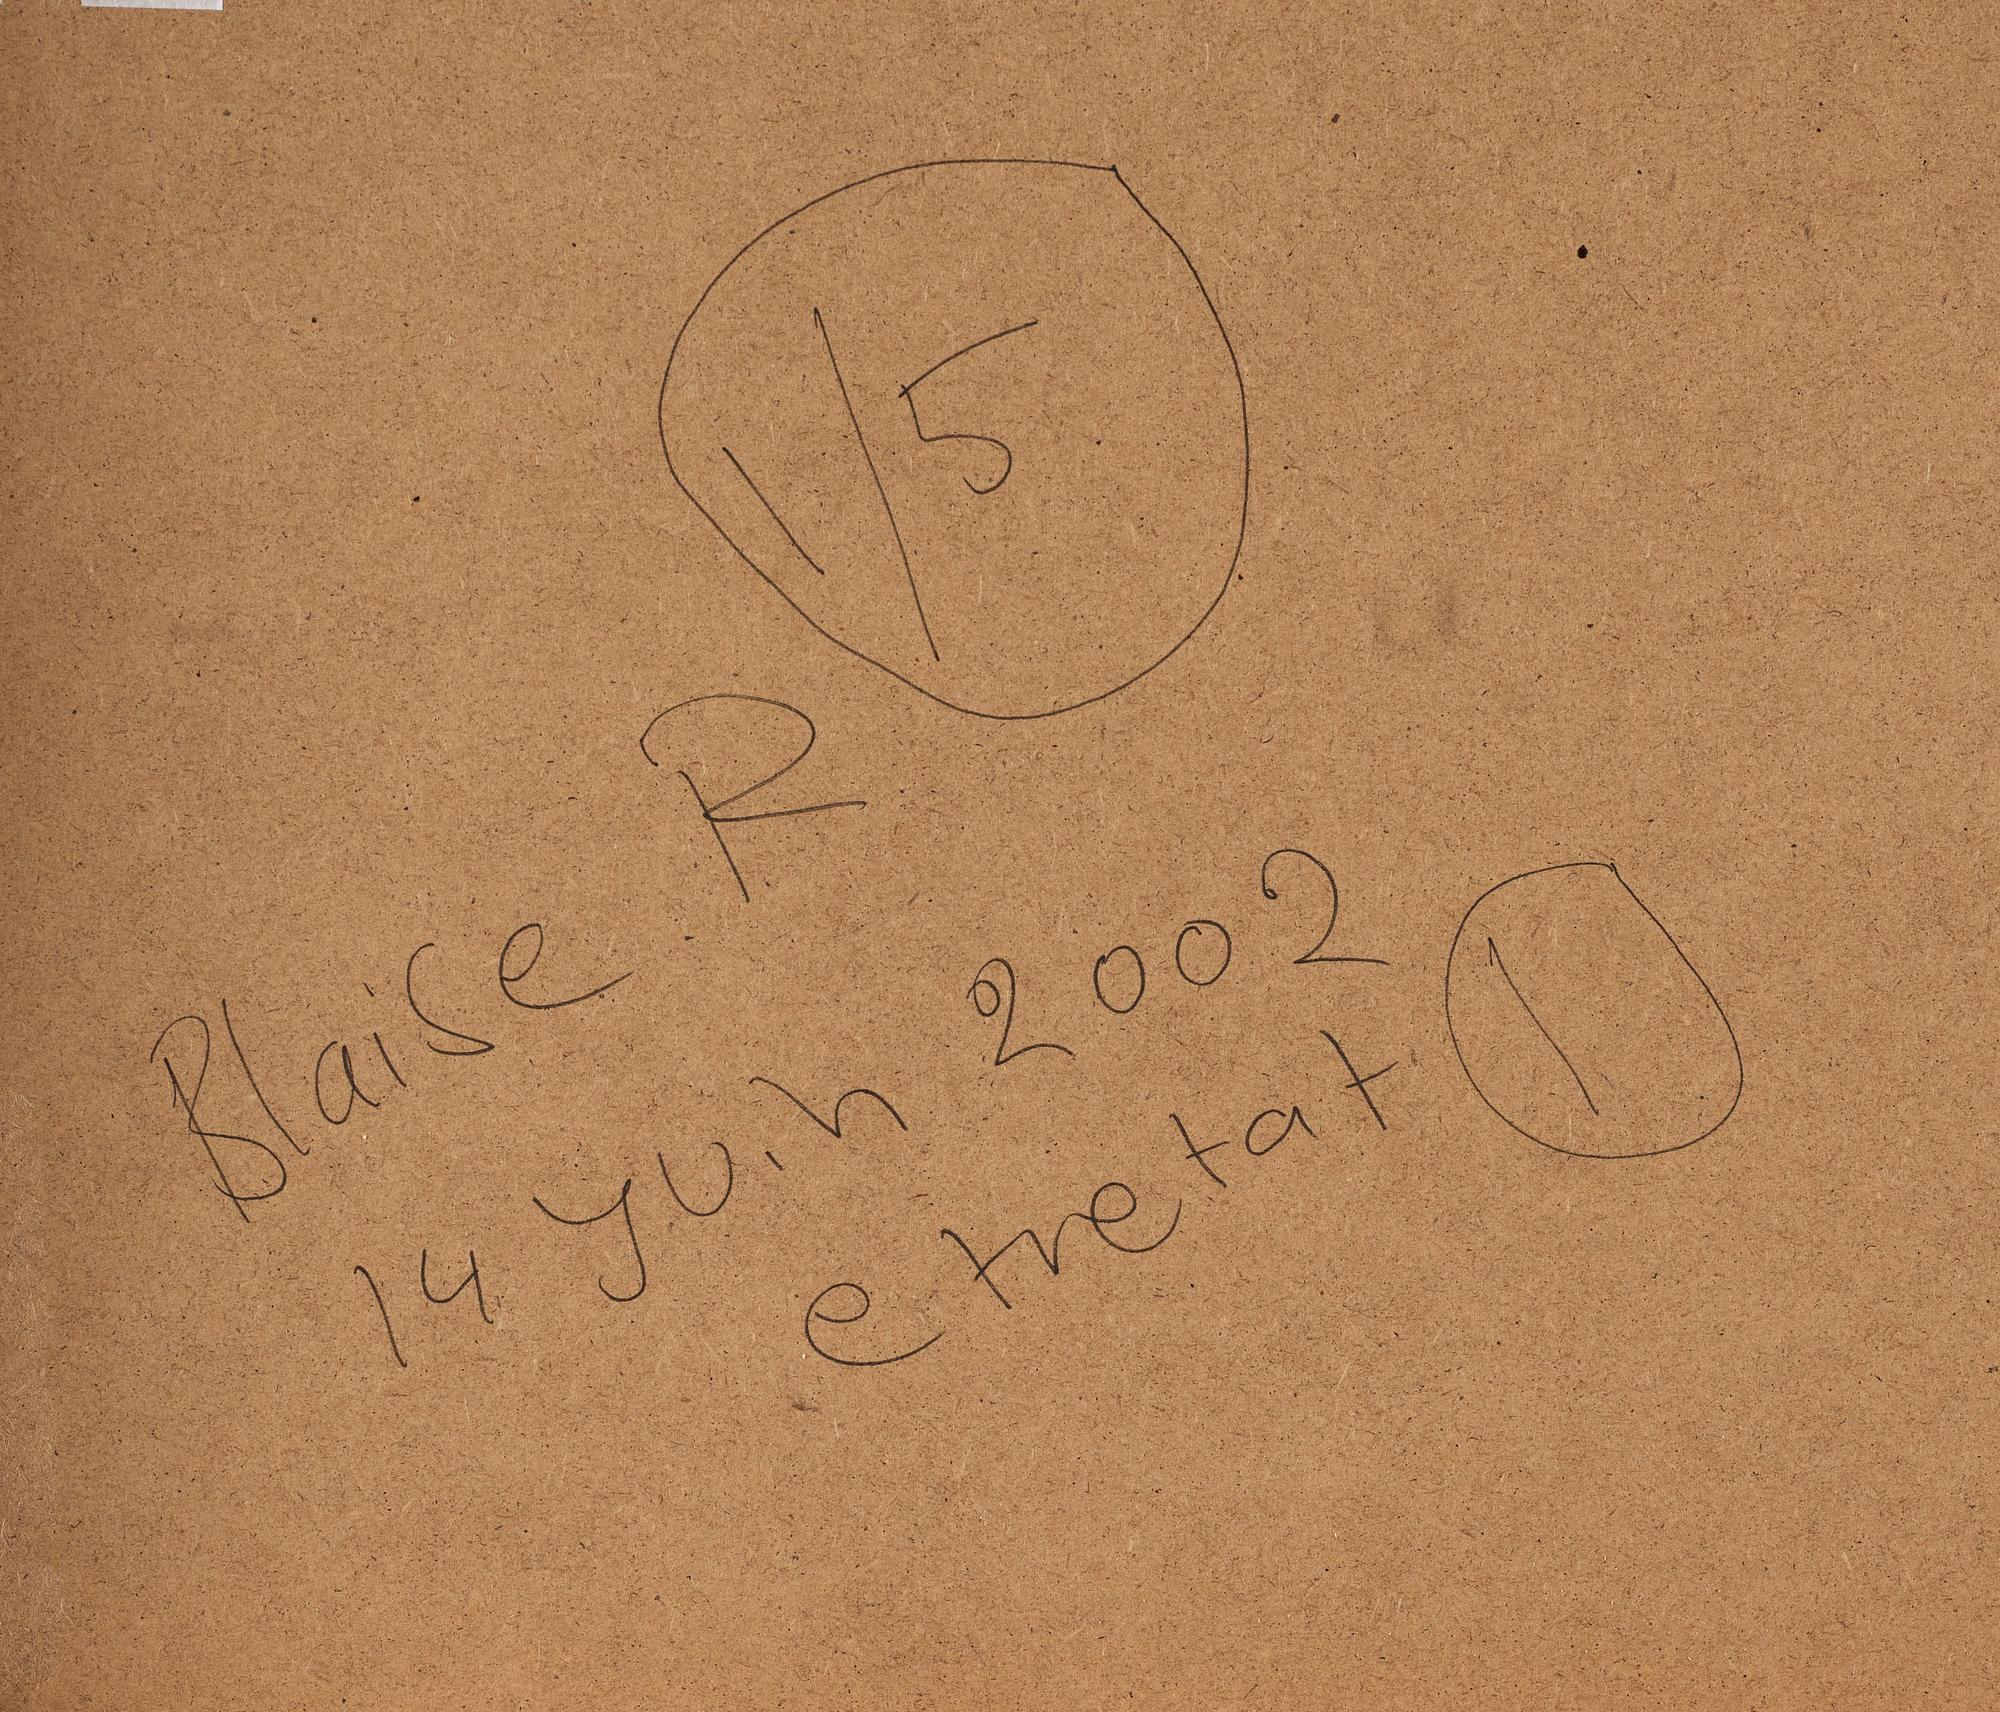 1/5
Blaise R
14 Juin 2002
etretat
1